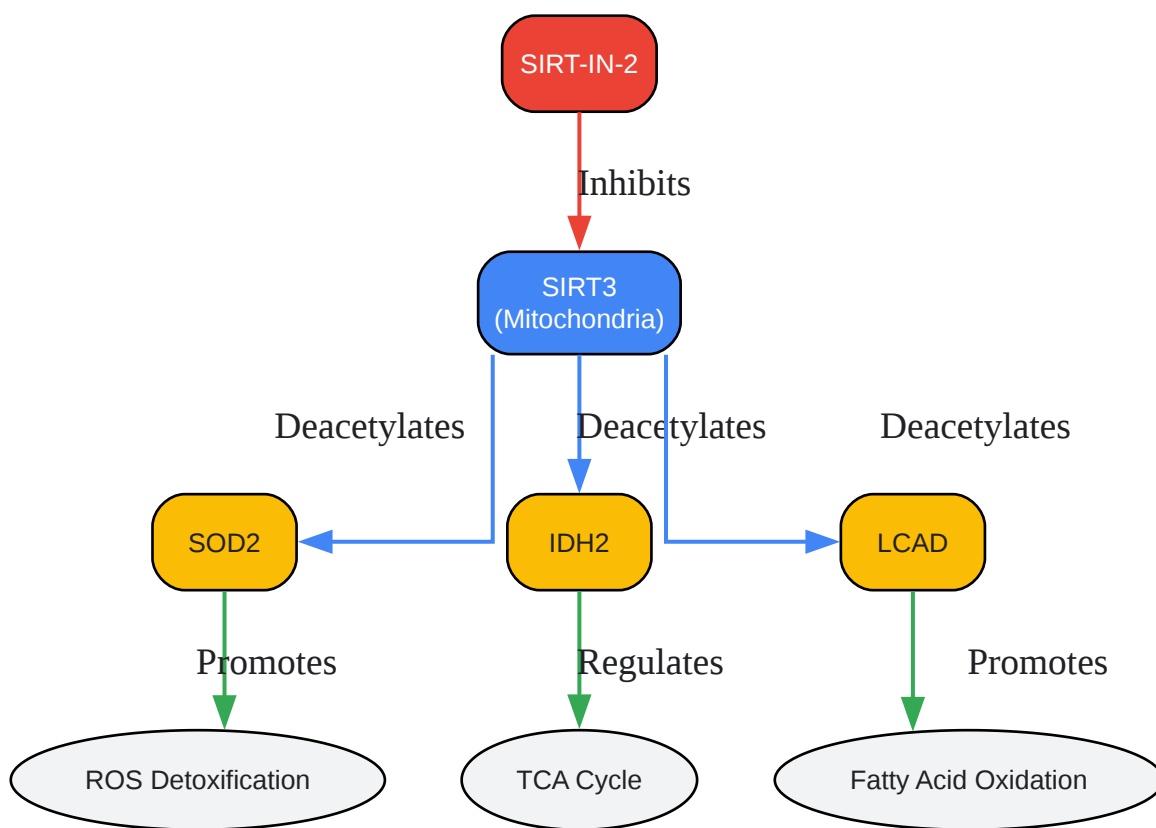 SIRT-IN-2
Inhibits
SIRT3
(Mitochondria)
Deacetylates
Deacetylates
Deacetylates
SOD2
IDH2
LCAD
Promotes
Regulates
Promotes
ROS Detoxification
TCA Cycle
Fatty Acid Oxidation